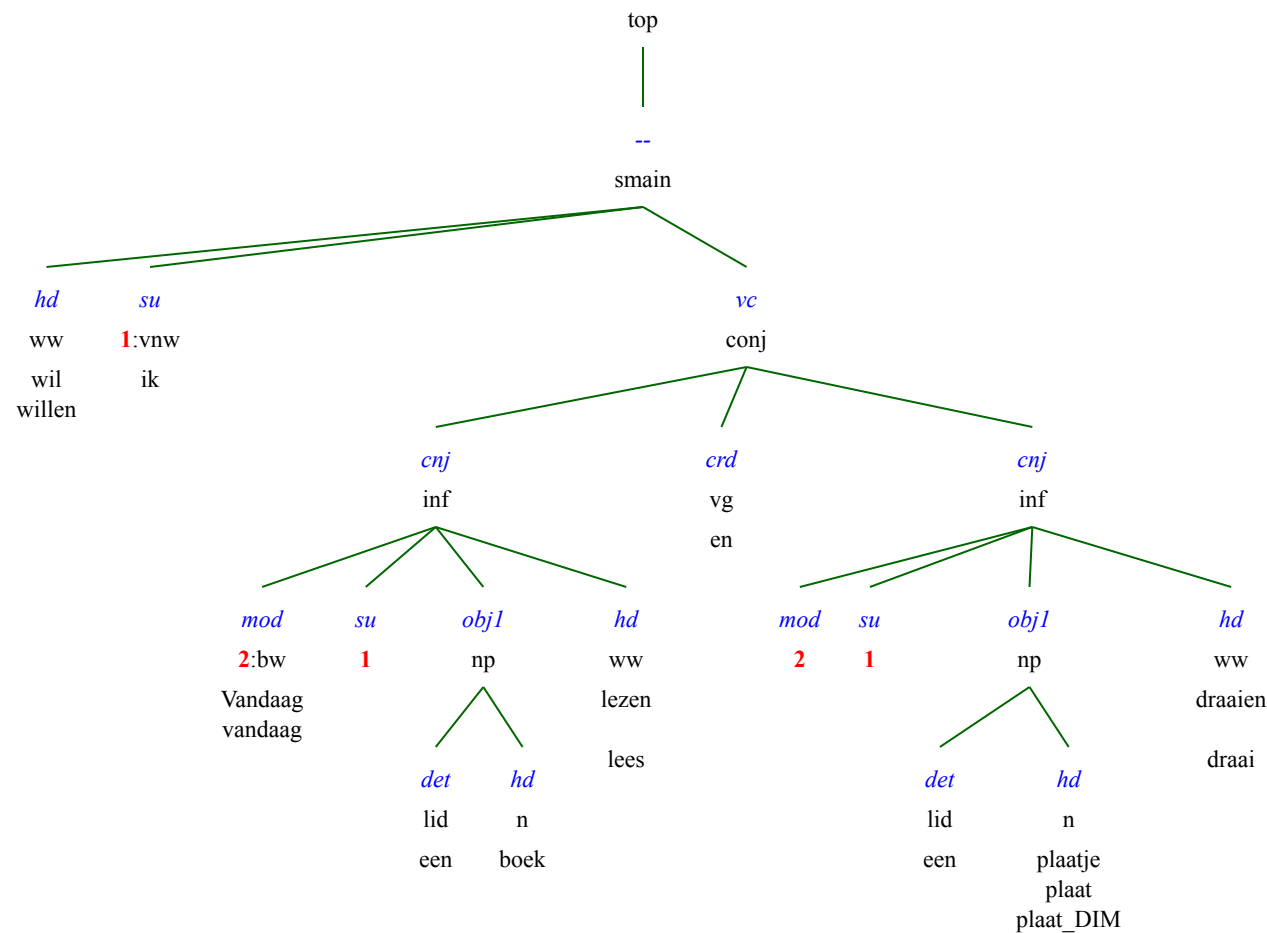 top
--
smain
hd su vc
ww 1:vnw conj
wil ik
willen
cnj crd cnj
inf vg inf
en
mod su obj1 hd mod su obj1 hd
2:bw 1 np ww 2 1 np ww
Vandaag lezen draaien
vandaag
lees draai
det hd det hd
lid n lid n
een boek een plaatje
plaat
plaat_DIM